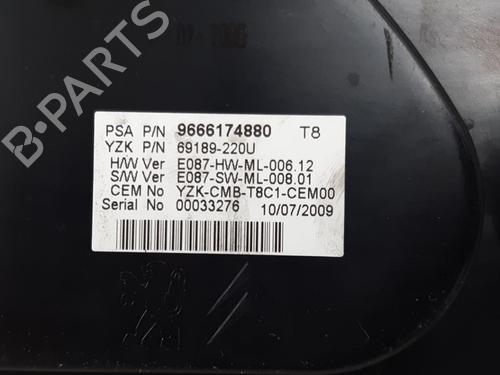 PSA P/N 9666174880 T8
YZK P/N 69189-220U
H/W Ver E087-HW-ML-006.12
S/W Ver E087-SW-ML-008.01
CEM No YZK-CMB-T8C1-CEM00
Serial No 00033276 10/07/2009
B-PARTS